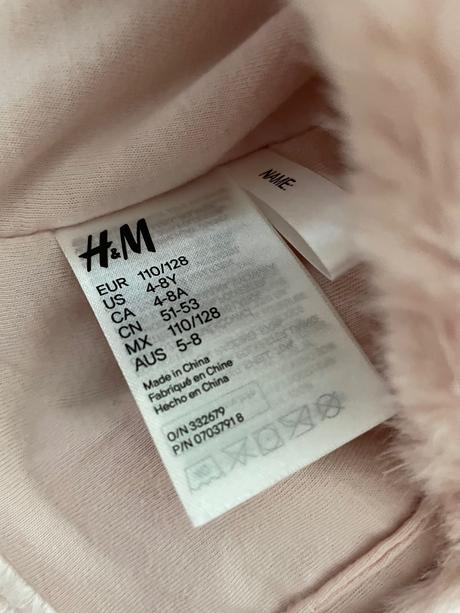 NAME:
H&M
EUR 110/128
US 4-8Y
CA 4-8A
CN 51-53
MX 110/128
AUS 5-8
Made in China
Fabriqué en Chine
Hecho en China
O/N 332679
P/N 0703791 8